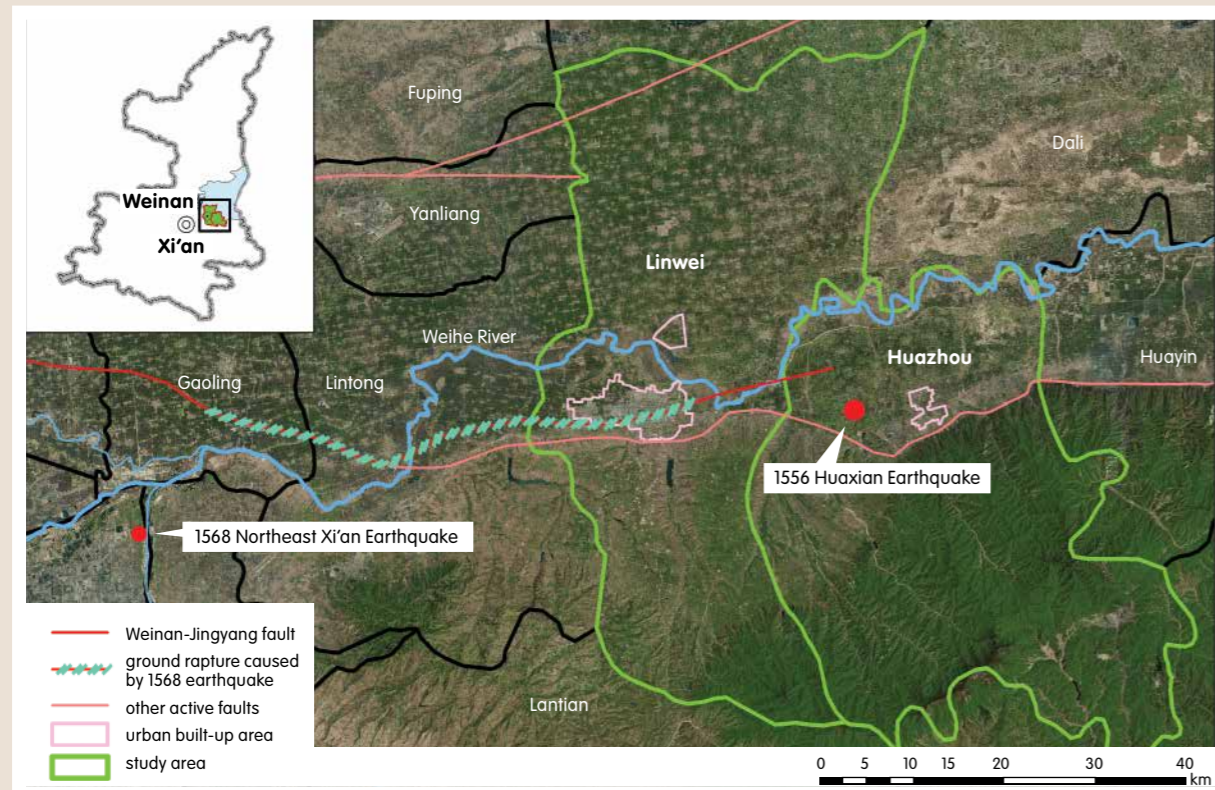 Weinan
Xi'an
Fuping
Dali
Yanliang
Linwei
Weihe River
Huazhou
Huayin
Gaoling
Lintong
1556 Huaxian Earthquake
1568 Northeast Xi'an Earthquake
Lantian
Weinan-Jingyang fault
ground rapture caused
by 1568 earthquake
other active faults
urban built-up area
study area
0 5 10 15 20 30 40
km